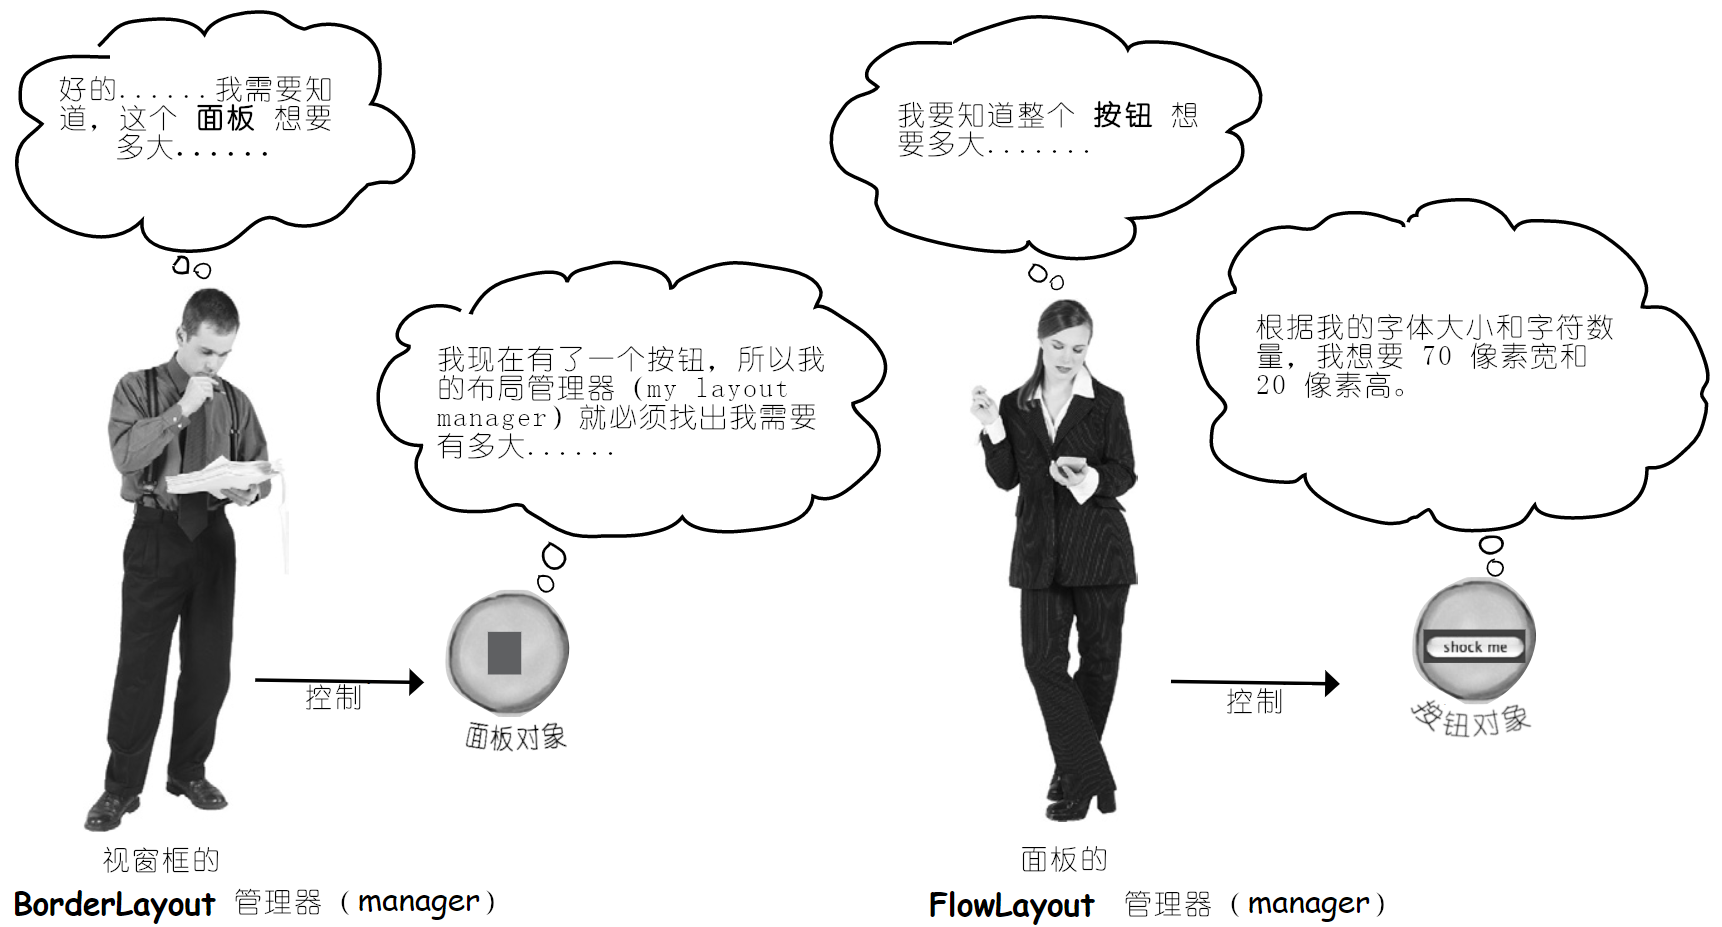 好的......我需要知
道，这个 面板 想要
多大......
我现在有了一个按钮，所以我
的布局管理器 (my layout
manager) 就必须找出我需要
有多大......
控制
面板对象
视窗框的
BorderLayout 管理器（manager）
我要知道整个 按钮 想
要多大.......
根据我的字体大小和字符数
量，我想要 70 像素宽和
20 像素高。
shock me
控制
按钮对象
面板的
FlowLayout 管理器（manager）